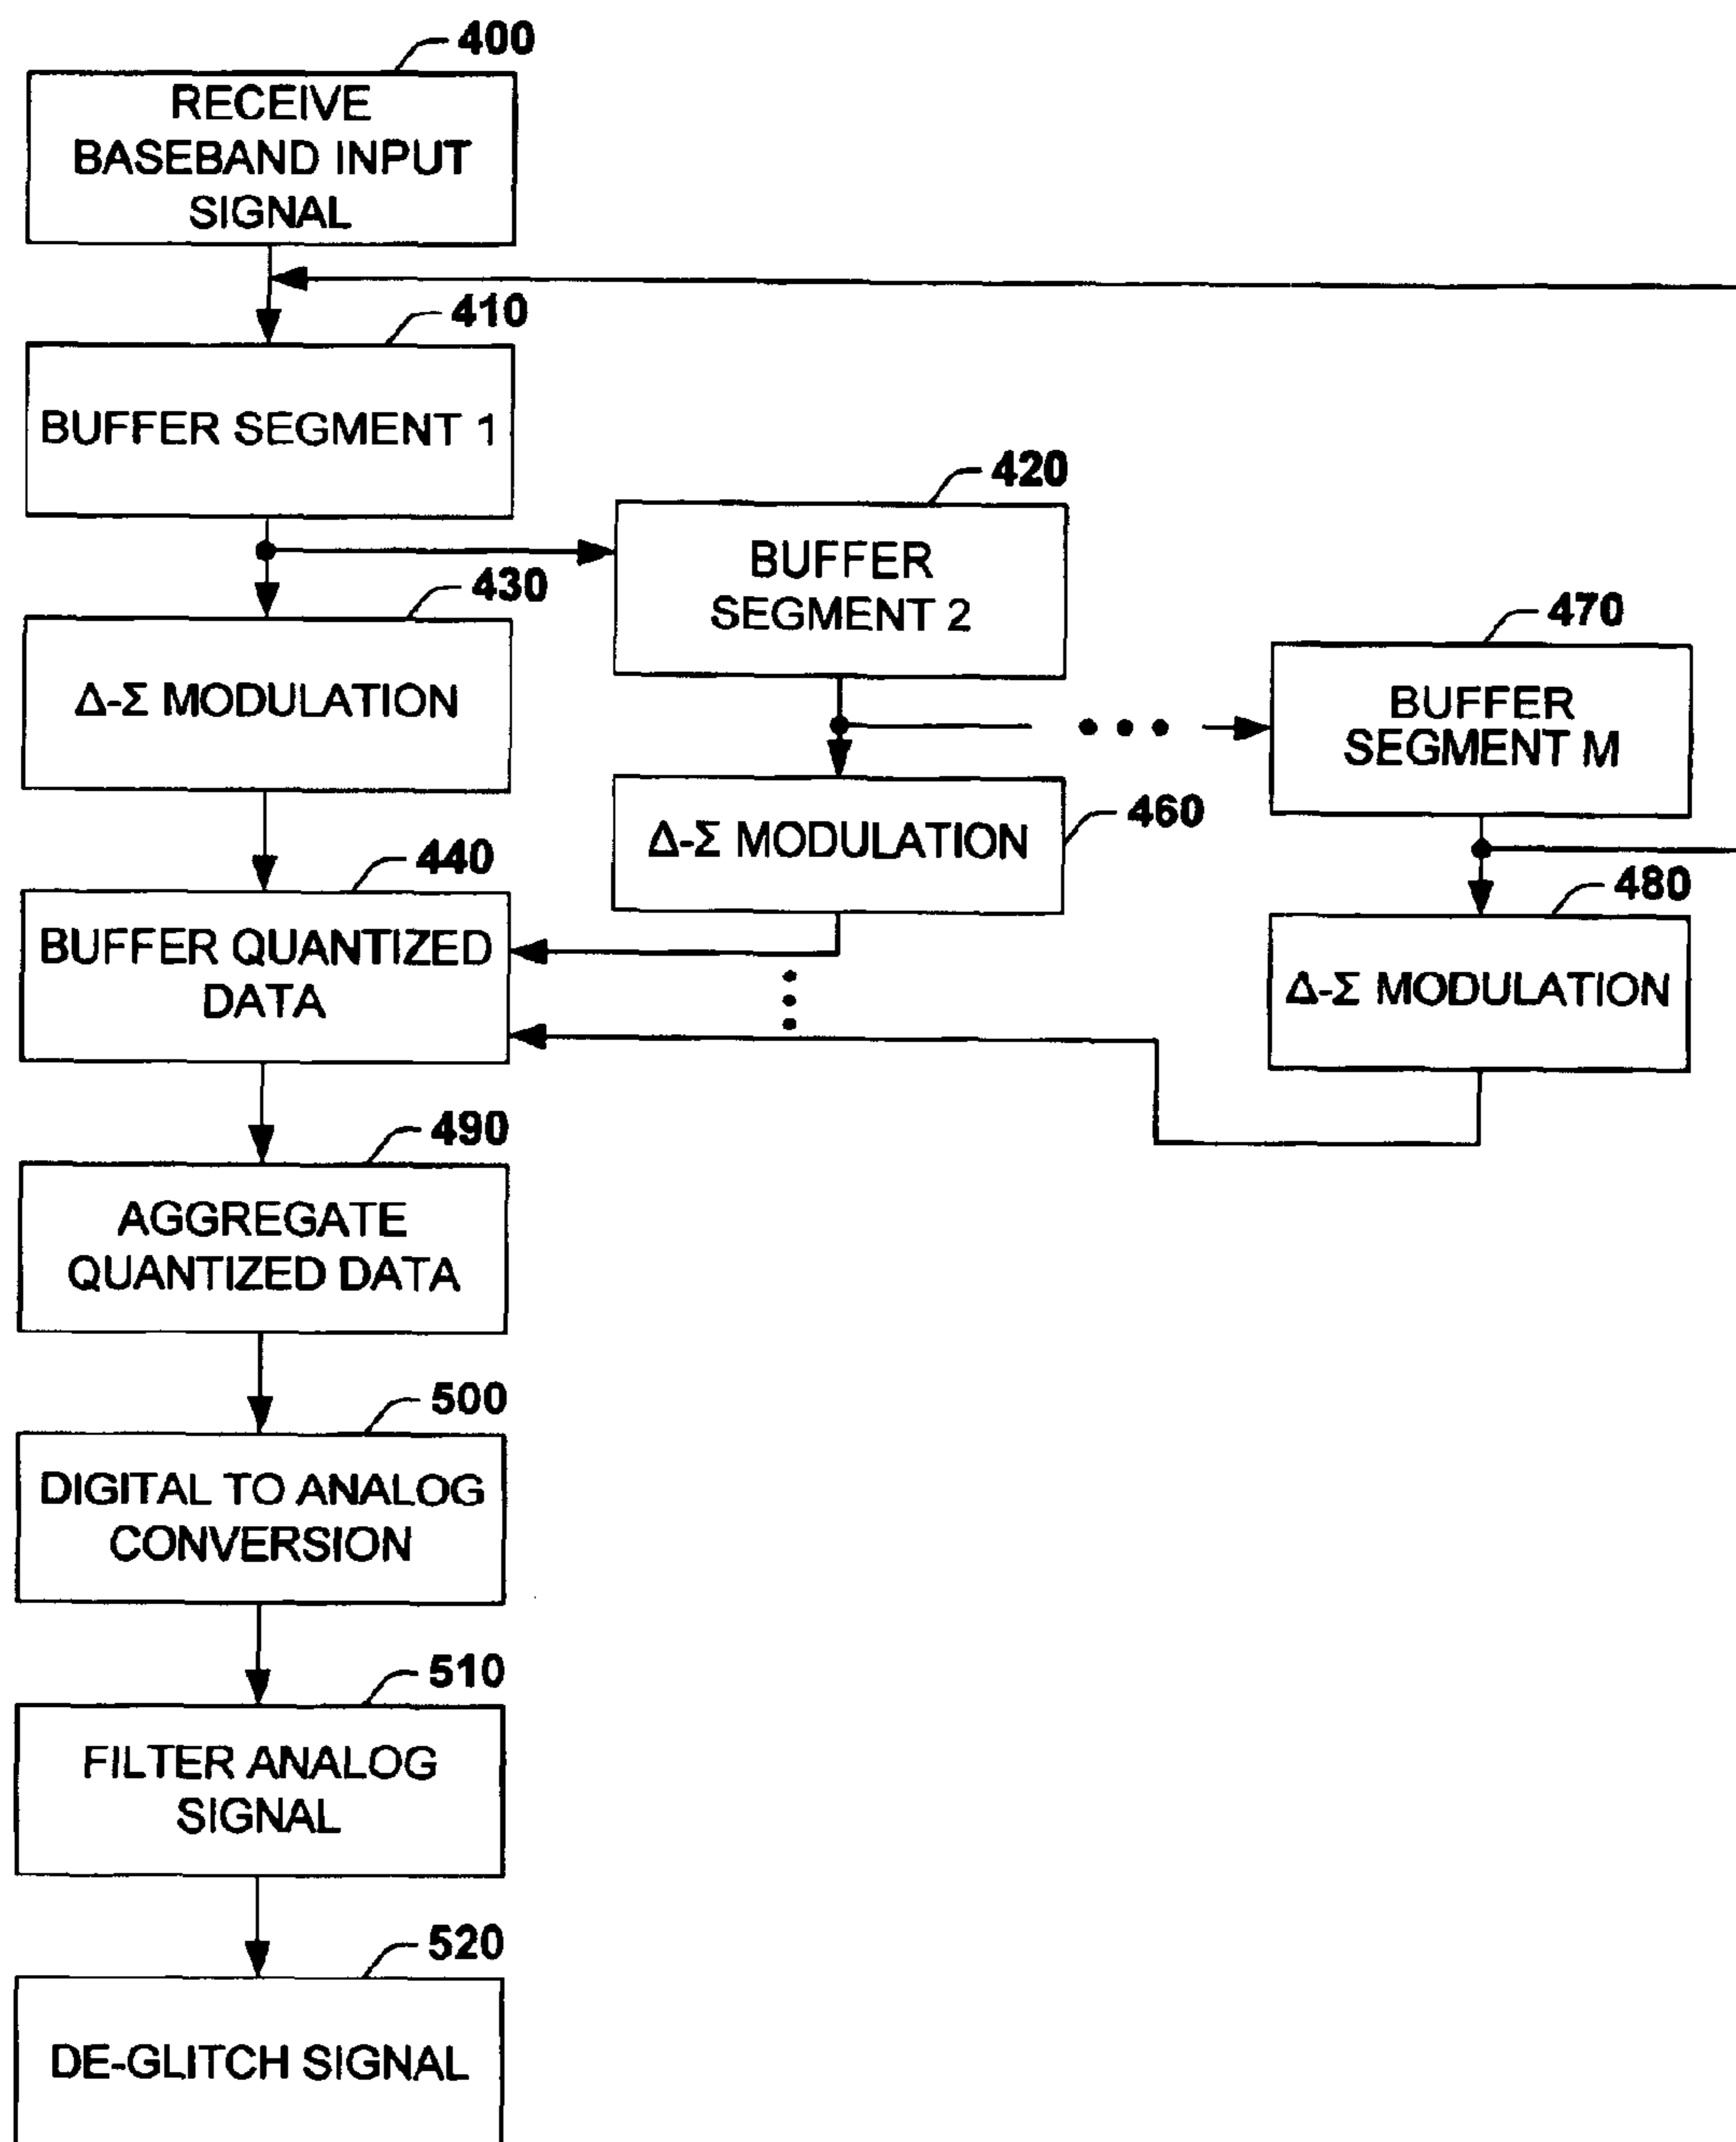 400
RECEIVE
BASEBAND INPUT
SIGNAL
410
BUFFER SEGMENT 1
420
BUFFER
SEGMENT 2
430
Δ-Σ MODULATION
470
BUFFER
SEGMENT M
460
Δ-Σ MODULATION
440
BUFFER QUANTIZED
DATA
480
Δ-Σ MODULATION
490
AGGREGATE
QUANTIZED DATA
500
DIGITAL TO ANALOG
CONVERSION
510
FILTER ANALOG
SIGNAL
520
DE-GLITCH SIGNAL